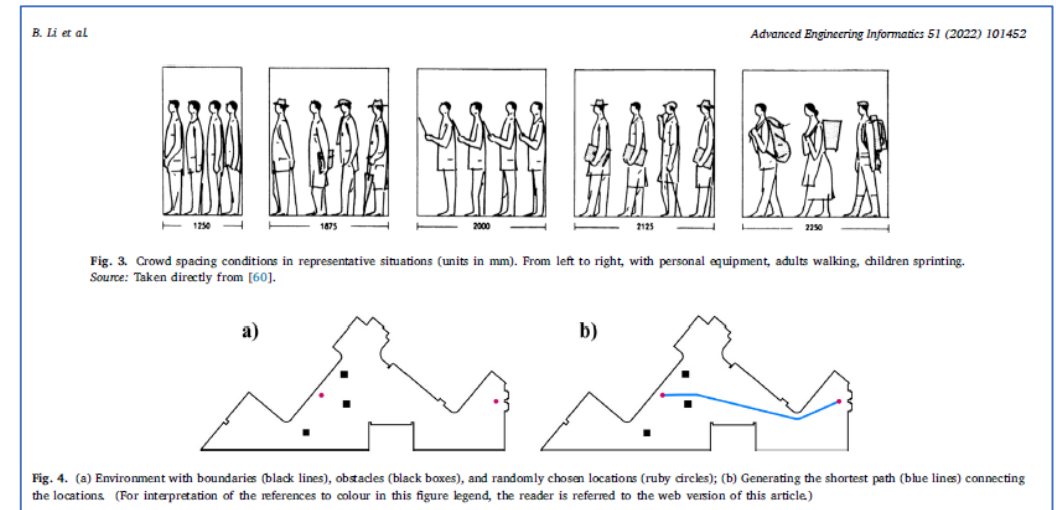 B. Li et al.
Advanced Engineering Informatics 51 (2022) 101452
1250
1875
2000
2125
2250
Fig. 3. Crowd spacing conditions in representative situations (units in mm). From left to right, with personal equipment, adults walking, children sprinting.
Source: Taken directly from [60].
a)
b)
Fig. 4. (a) Environment with boundaries (black lines), obstacles (black boxes), and randomly chosen locations (ruby circles); (b) Generating the shortest path (blue lines) connecting
the locations. (For interpretation of the references to colour in this figure legend, the reader is referred to the web version of this article.)